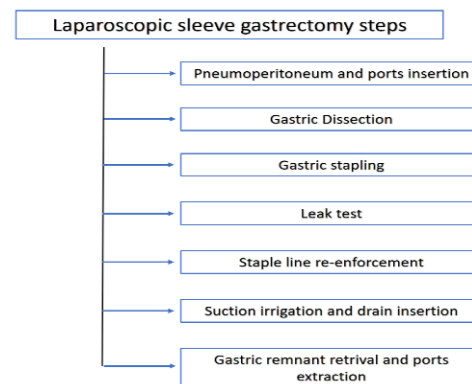 Laparoscopic sleeve gastrectomy steps
Pneumoperitoneum and ports insertion
Gastric Dissection
Gastric stapling
Leak test
Staple line re-enforcement
Suction irrigation and drain insertion
Gastric remnant retrival and ports
extraction